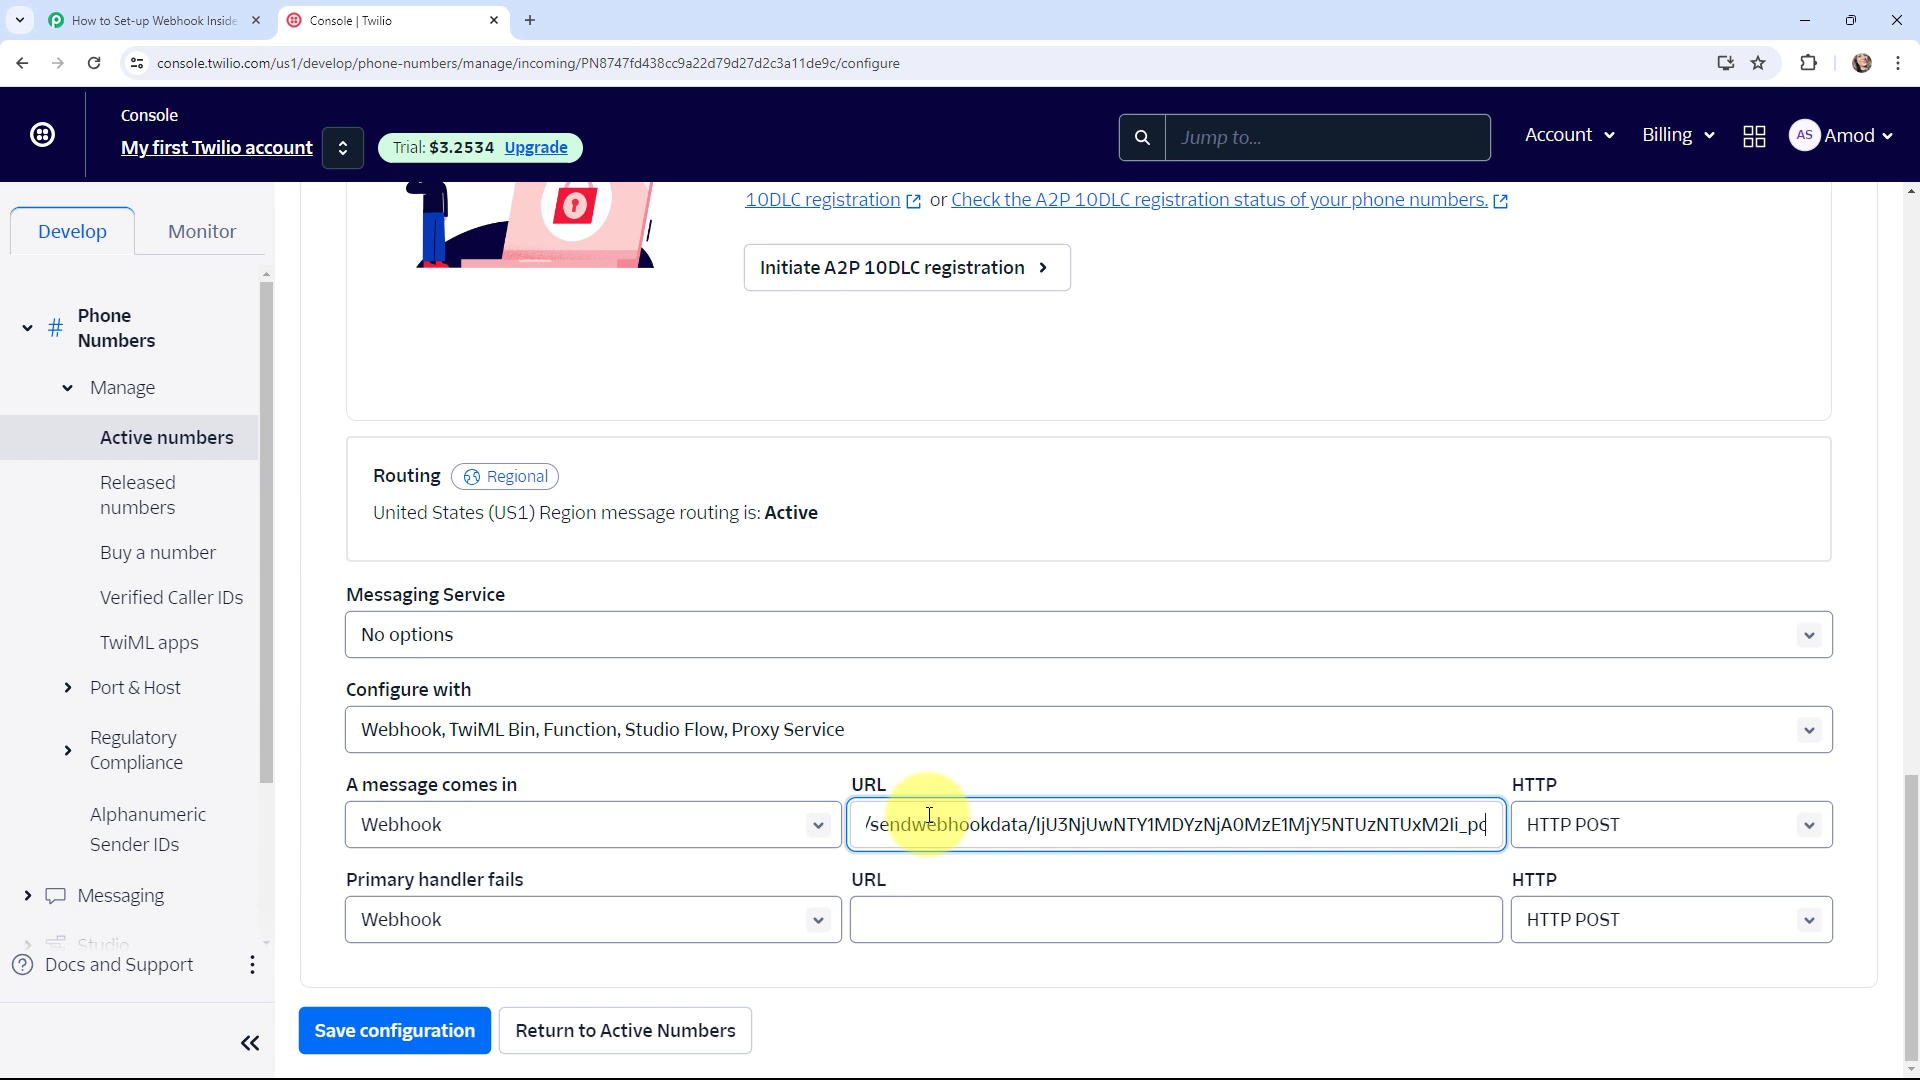 How to Set-up Webhook Inside
Console | Twilio
console.twilio.com/us1/develop/phone-numbers/manage/incoming/PN8747fd438cc9a22d79d27d2c3a11de9c/configure
Console
My first Twilio account
Trial: $3.2534 Upgrade
Jump to...
Account
Billing
AS Amod
Develop
Monitor
# Phone
Numbers
Manage
Active numbers
Released
numbers
Buy a number
Verified Caller IDs
TwiML apps
Port & Host
Regulatory
Compliance
Alphanumeric
Sender IDs
Messaging
Studio
Docs and Support
10DLC registration or Check the A2P 10DLC registration status of your phone numbers.
Initiate A2P 10DLC registration
Routing Regional
United States (US1) Region message routing is: Active
Messaging Service
No options
Configure with
Webhook, TwiML Bin, Function, Studio Flow, Proxy Service
A message comes in URL HTTP
Webhook /sendwebhookdata/IjU3NjUwNTY1MDYzNjA0MzE1MjY5NTUzNTUxM2Ii_pc HTTP POST
Primary handler fails URL HTTP
Webhook HTTP POST
Save configuration
Return to Active Numbers